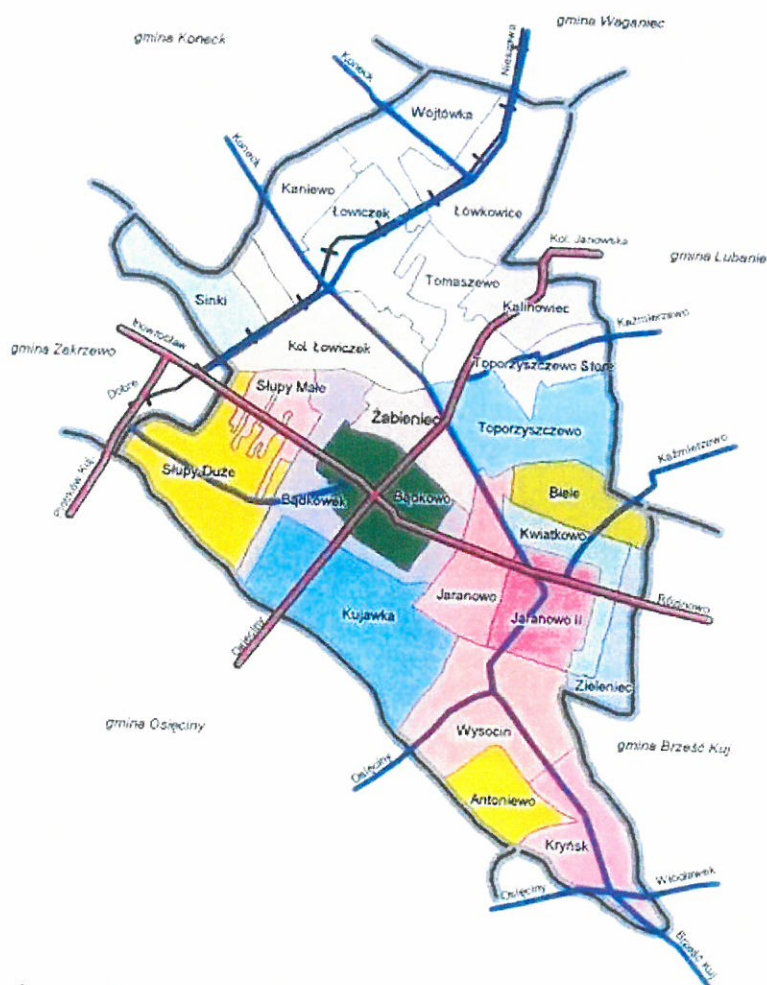 gmina Koneck
gmina Waganiec
Nieszawa
Koneck
Wojtówka
Koneck
Kaniewo
Łowiczek
Łówkowice
Kol. Janowska
gmina Lubanie
Tomaszewo
Sinki
Kalinowiec
Kaźmierzewo
Inowrocław
gmina Zakrzewo
Kol. Łowiczek
Toporzyszczewo Stare
Dobre
Słupy Małe
Żabieniec
Toporzyszczewo
Kaźmierzewo
Słupy Duże
Piotrków Kuj.
Bądkówek
Bądkowo
Biele
Kwiatkowo
Jaranowo
Kujawka
Jaranowo II
Osięciny
Zieleniec
gmina Osięciny
Wysocin
gmina Brześć Kuj
Osięciny
Antoniewo
Kryńsk
Osięciny
Włocławek
Brześć Kuj